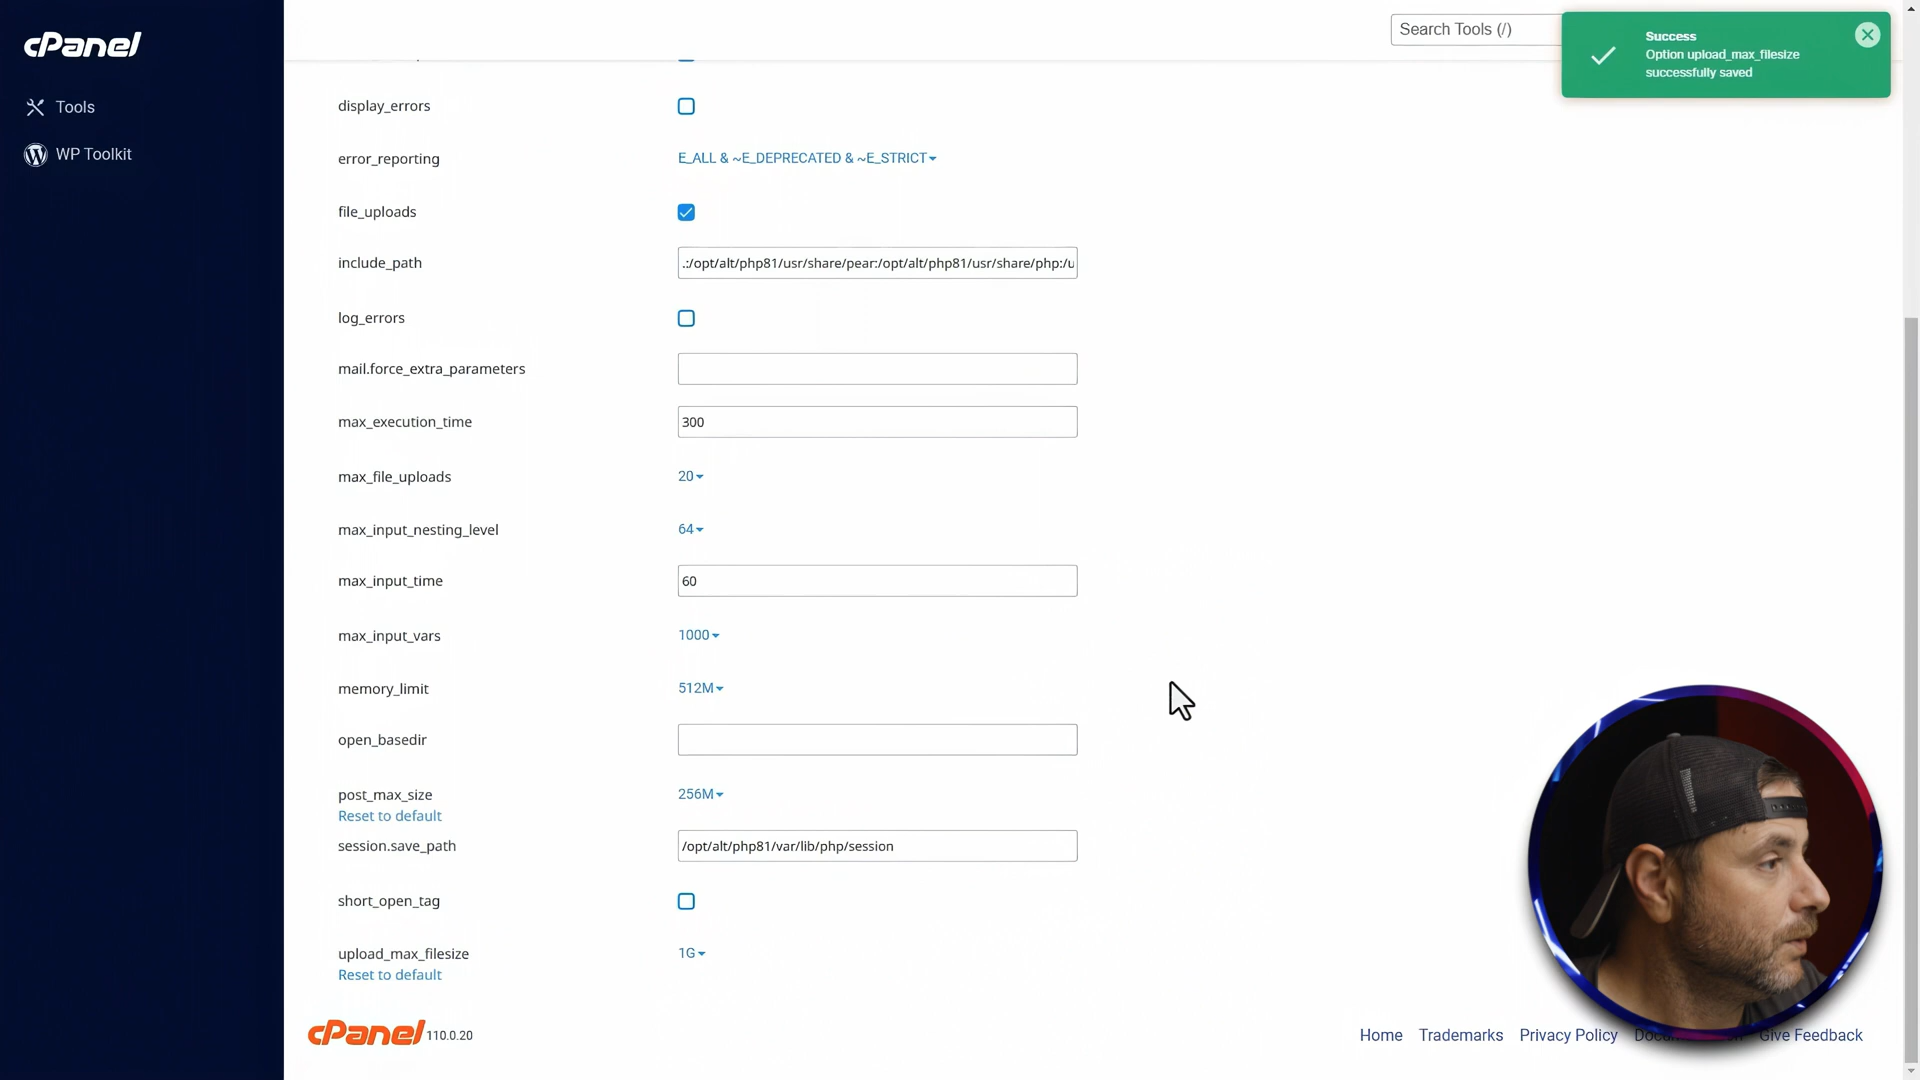 cPanel
Tools
WP Toolkit
Search Tools (/)
Success
Option upload_max_filesize
successfully saved
display_errors
error_reporting
E_ALL & ~E_DEPRECATED & ~E_STRICT
file_uploads
include_path
.:/opt/alt/php81/usr/share/pear:/opt/alt/php81/usr/share/php:/u
log_errors
mail.force_extra_parameters
max_execution_time
300
max_file_uploads
20
max_input_nesting_level
64
max_input_time
60
max_input_vars
1000
memory_limit
512M
open_basedir
post_max_size
256M
Reset to default
session.save_path
/opt/alt/php81/var/lib/php/session
short_open_tag
upload_max_filesize
1G
Reset to default
cPanel 110.0.20
Home Trademarks Privacy Policy Give Feedback